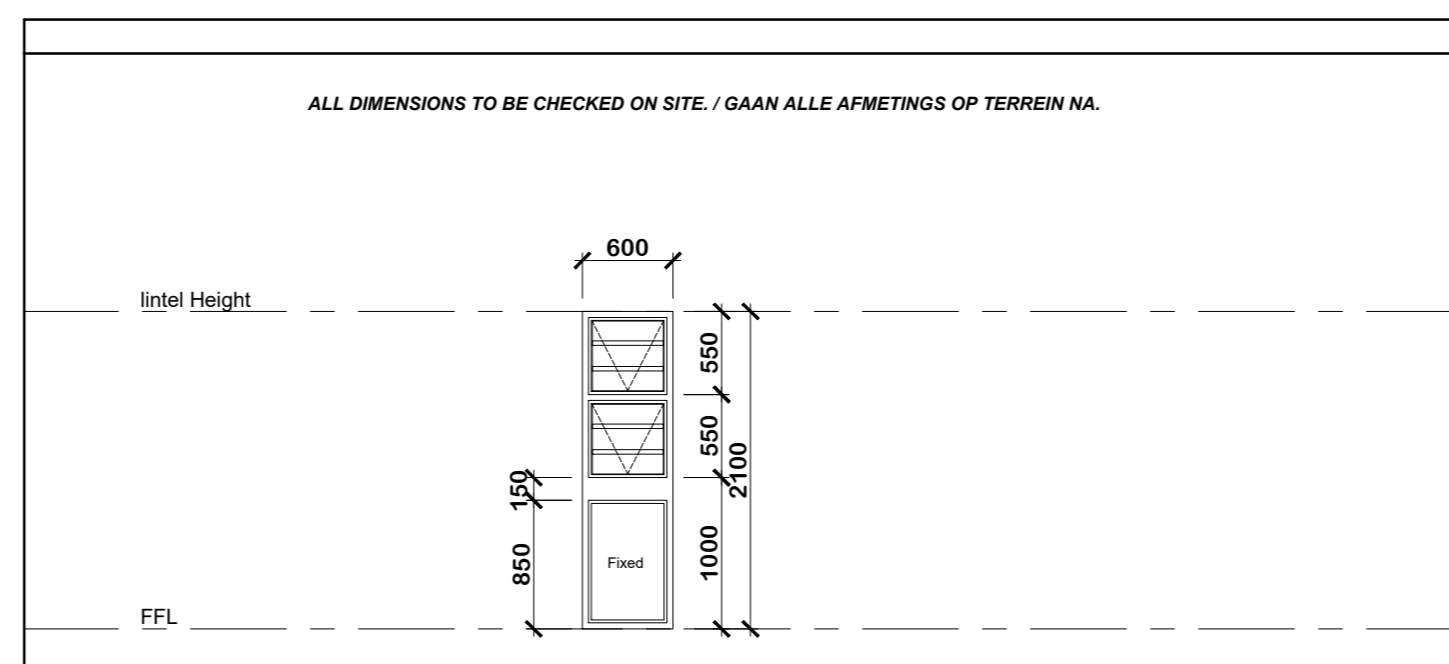 ALL DIMENSIONS TO BE CHECKED ON SITE. / GAAN ALLE AFMETINGS OP TERREIN NA.
600
lintel Height
550
550
2100
150
1000
850
Fixed
FFL